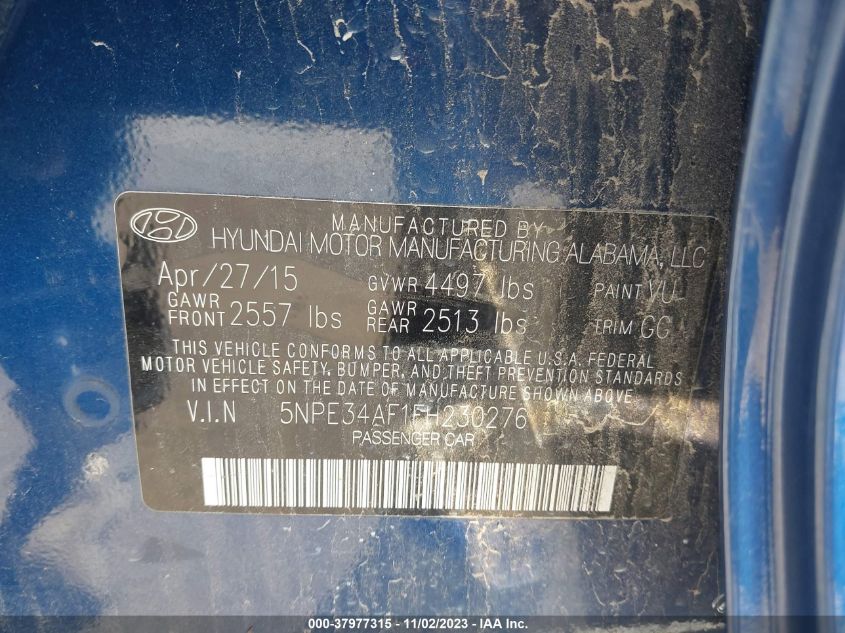 MANUFACTURED BY
HYUNDAI MOTOR MANUFACTURING ALABAMA, LLC
Apr/27/15 GVWR 4497 lbs PAINT VU
GAWR FRONT 2557 lbs GAWR REAR 2513 lbs TRIM GC
THIS VEHICLE CONFORMS TO ALL APPLICABLE U.S.A. FEDERAL
MOTOR VEHICLE SAFETY, BUMPER, AND THEFT PREVENTION STANDARDS
IN EFFECT ON THE DATE OF MANUFACTURE SHOWN ABOVE.
V.I.N 5NPE34AF1FH230276
PASSENGER CAR
000-37977315 - 11/02/2023 - IAA Inc.